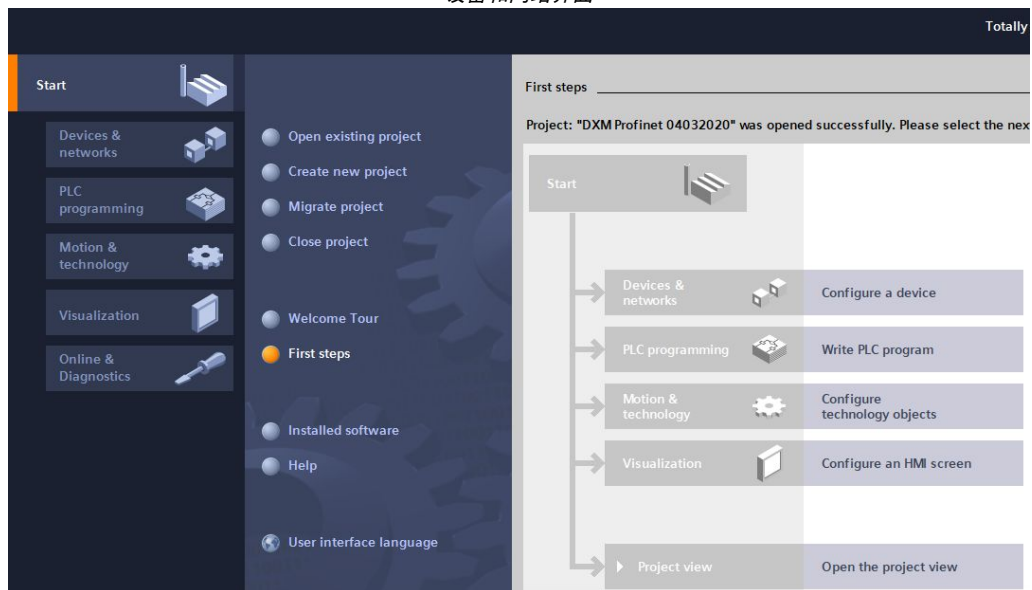 Totally
Start
Devices &
networks
PLC
programming
Motion &
technology
Visualization
Online &
Diagnostics
Open existing project
Create new project
Migrate project
Close project
Welcome Tour
First steps
Installed software
Help
User interface language
First steps
Project: "DXM Profinet 04032020" was opened successfully. Please select the nex
Start
Devices &
networks
Configure a device
PLC programming
Write PLC program
Motion &
technology
Configure
technology objects
Visualization
Configure an HMI screen
Project view
Open the project view